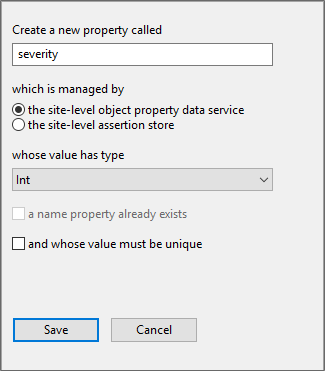 Create a new property called
severity
which is managed by
the site-level object property data service
the site-level assertion store
whose value has type
Int
a name property already exists
and whose value must be unique
Save Cancel